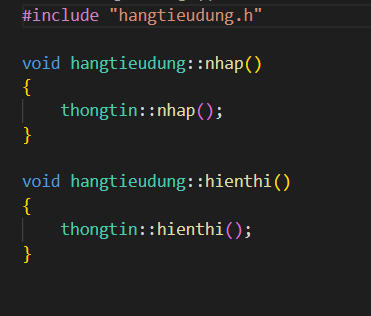 #include "hangtieudung.h"
void hangtieudung::nhap()
{
thongtin::nhap();
}
void hangtieudung::hienthi()
{
thongtin::hienthi();
}